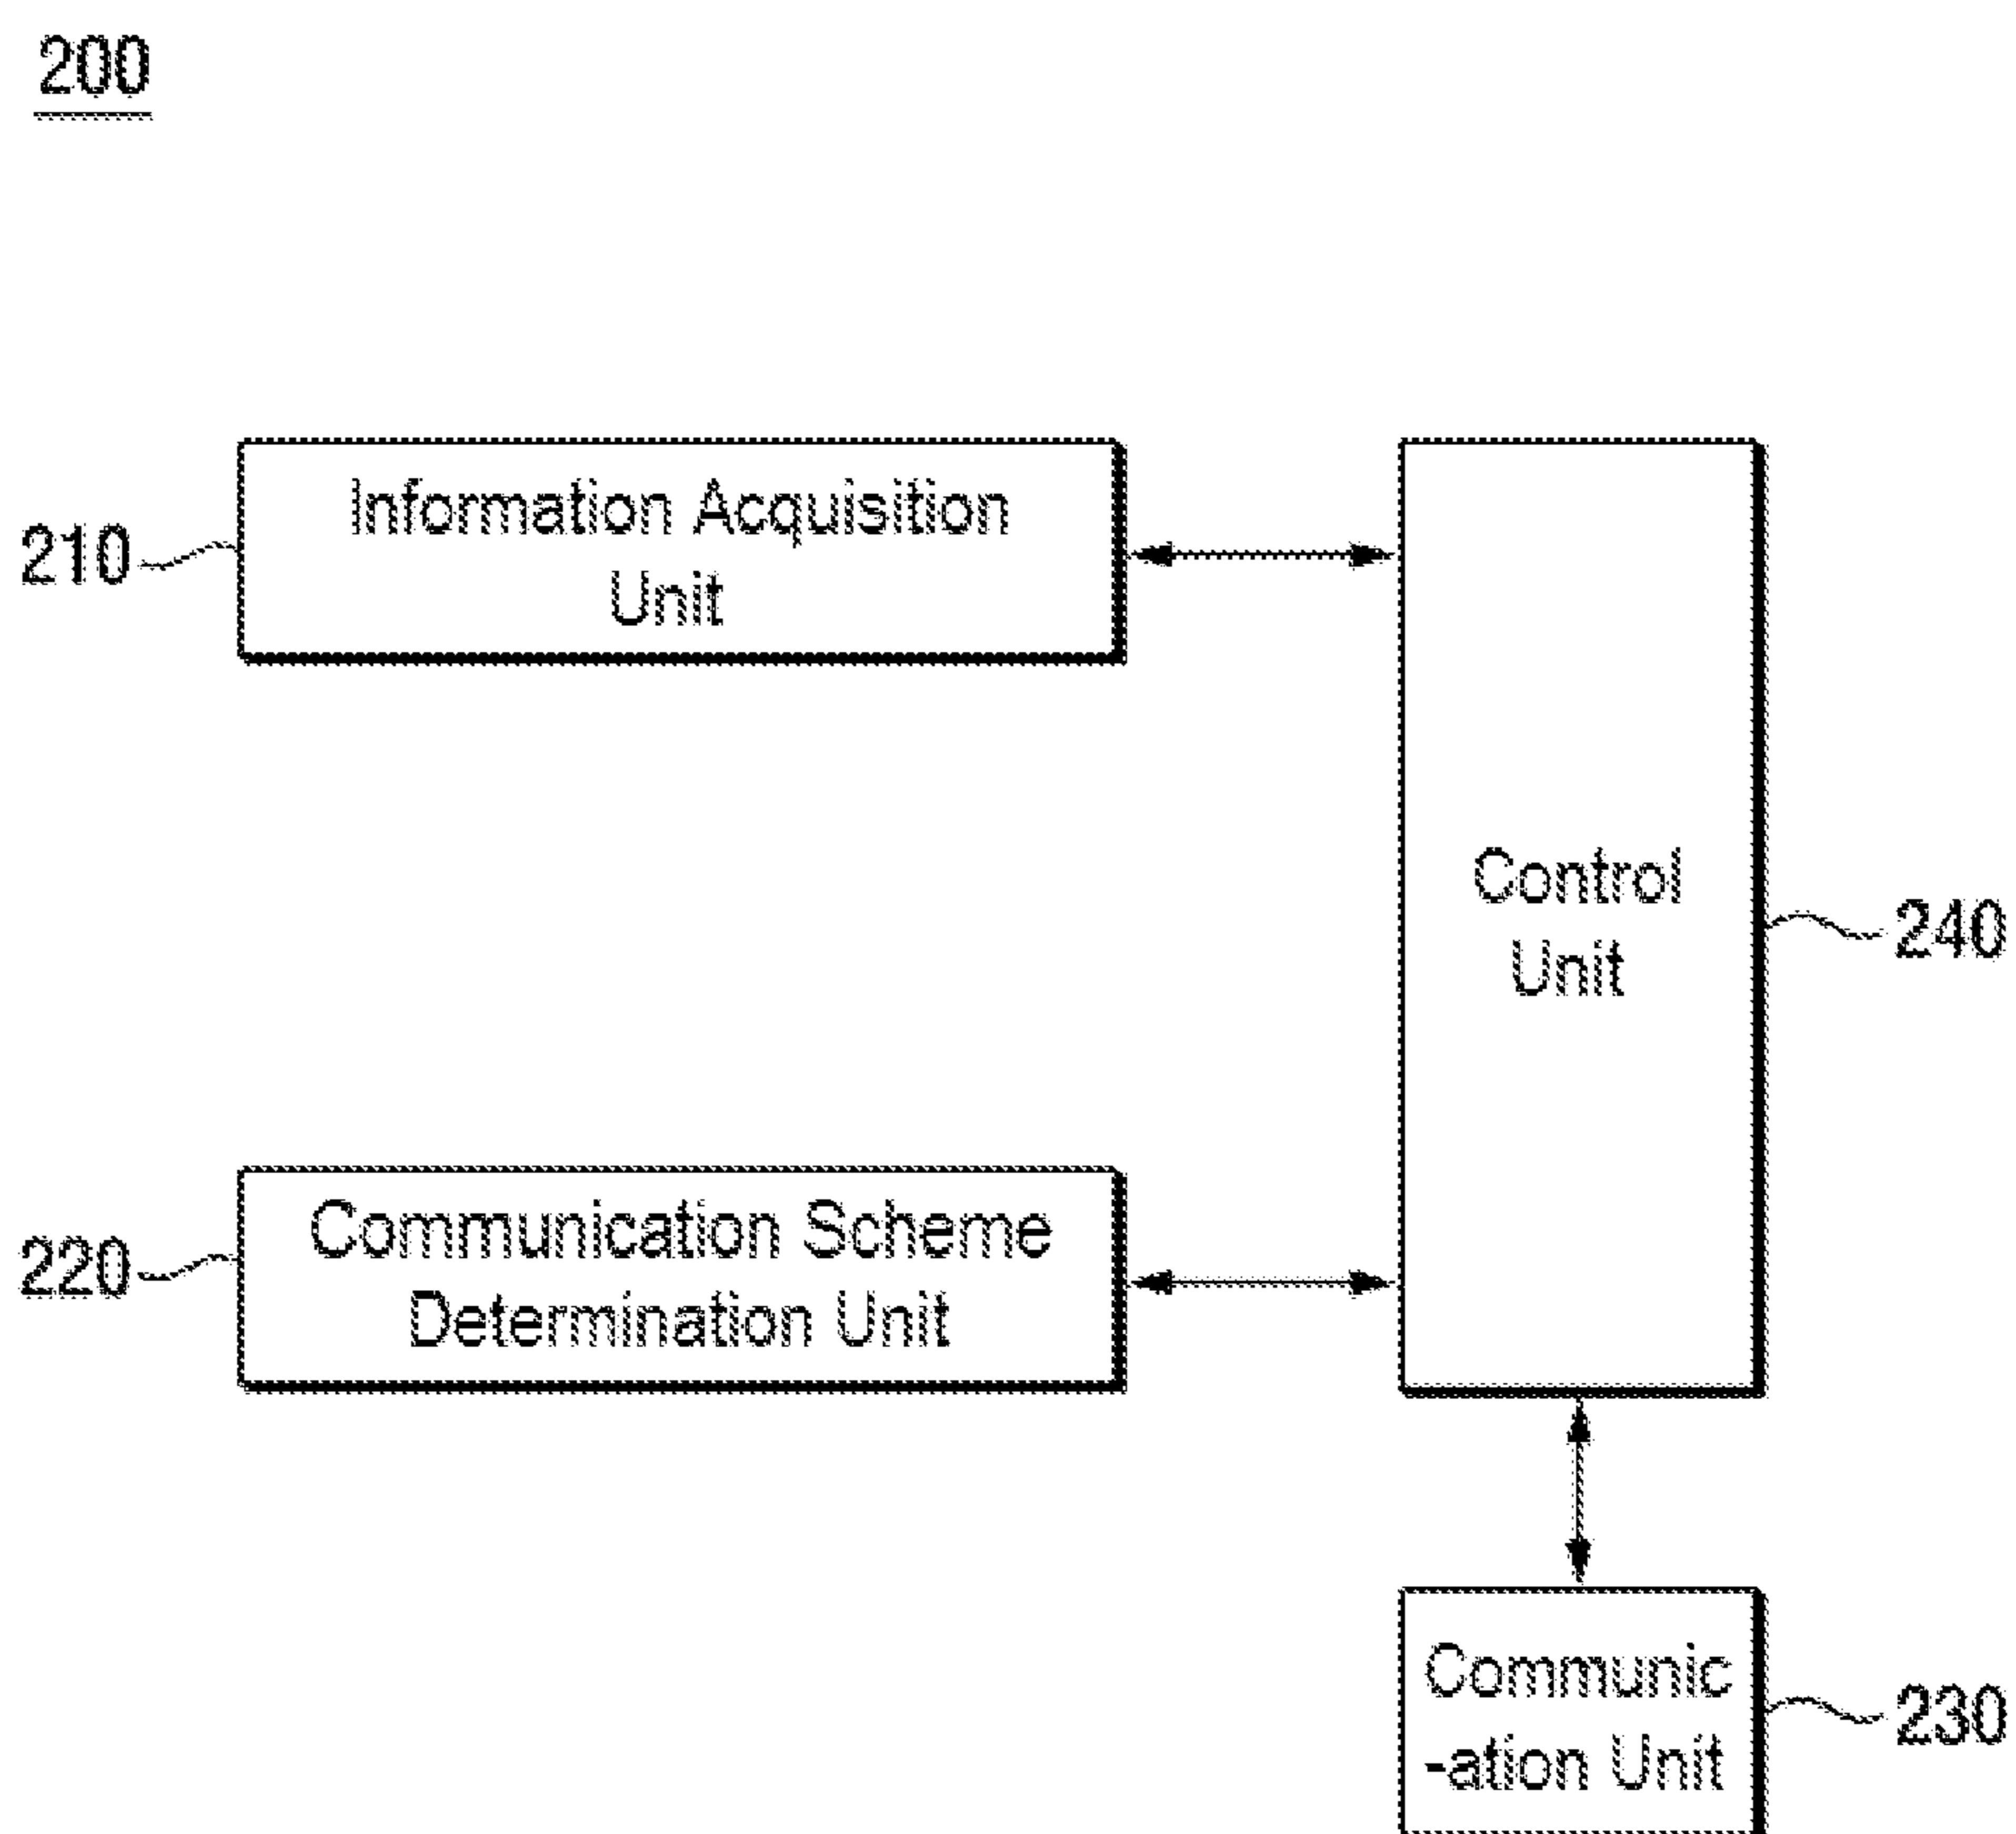 200
Information Acquisition
Unit
210
Control
Unit
240
Communication Scheme
Determination Unit
220
Communic
-ation Unit
230